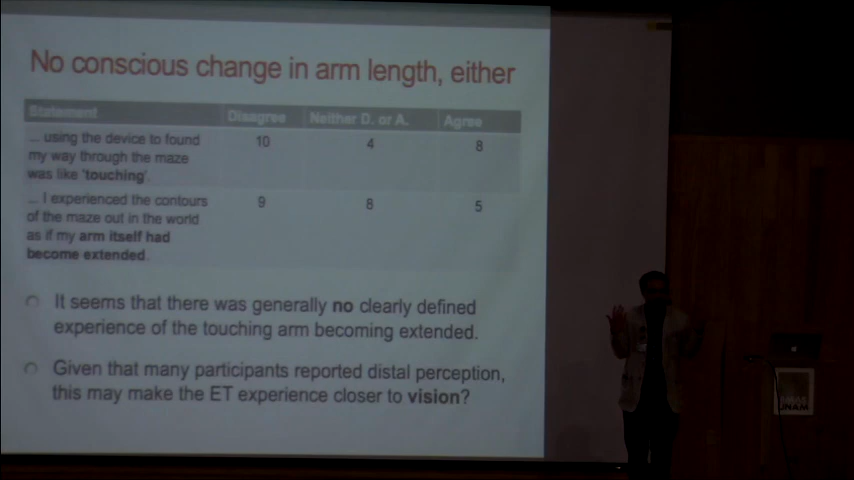 No conscious change in arm length, either
Statement Disagree Neither D. or A. Agree
... using the device to found 10 4 8
my way through the maze
was like 'touching'.
... I experienced the contours 9 8 5
of the maze out in the world
as if my arm itself had
become extended.
It seems that there was generally no clearly defined
experience of the touching arm becoming extended.
Given that many participants reported distal perception,
this may make the ET experience closer to vision?
UNAM